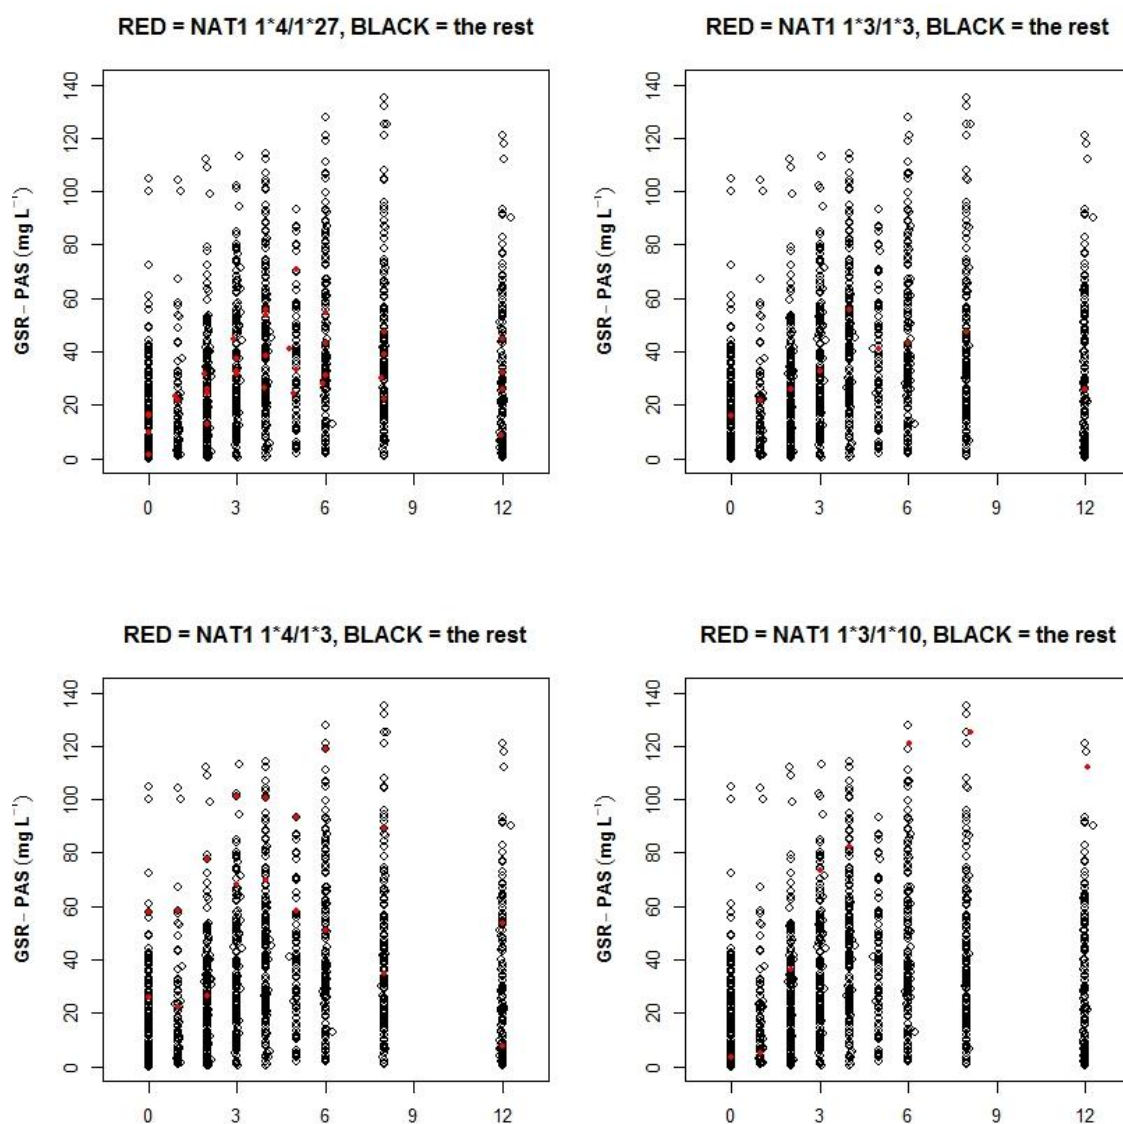 RED = NAT1 1*4/1*27, BLACK = the rest
GSR– PAS (mg L⁻¹)
140
120
100
80
60
40
20
0
0 3 6 9 12
RED = NAT1 1*3/1*3, BLACK = the rest
GSR– PAS (mg L⁻¹)
140
120
100
80
60
40
20
0
0 3 6 9 12
RED = NAT1 1*4/1*3, BLACK = the rest
GSR– PAS (mg L⁻¹)
140
120
100
80
60
40
20
0
0 3 6 9 12
RED = NAT1 1*3/1*10, BLACK = the rest
GSR– PAS (mg L⁻¹)
140
120
100
80
60
40
20
0
0 3 6 9 12